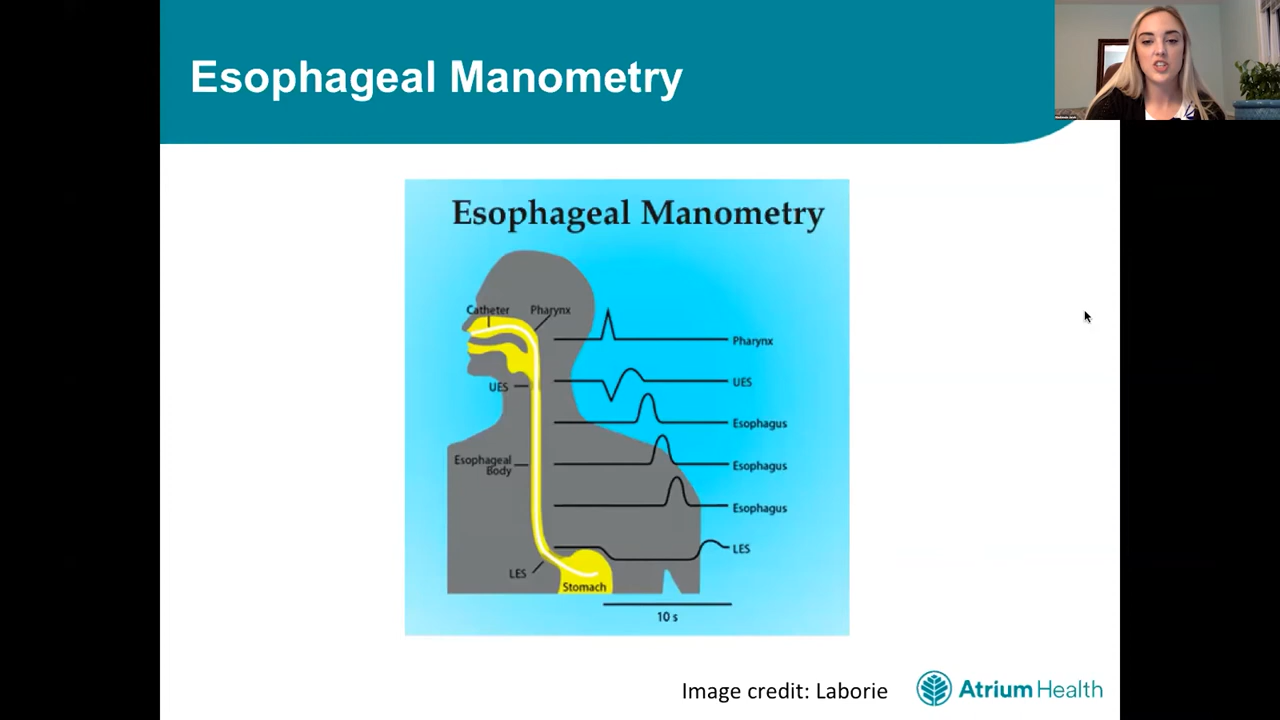 Esophageal Manometry
Esophageal Manometry
Catheter
Pharynx
Pharynx
UES
UES
Esophagus
Esophageal
Body
Esophagus
Esophagus
LES
LES
Stomach
10 s
Image credit: Laborie
Atrium Health